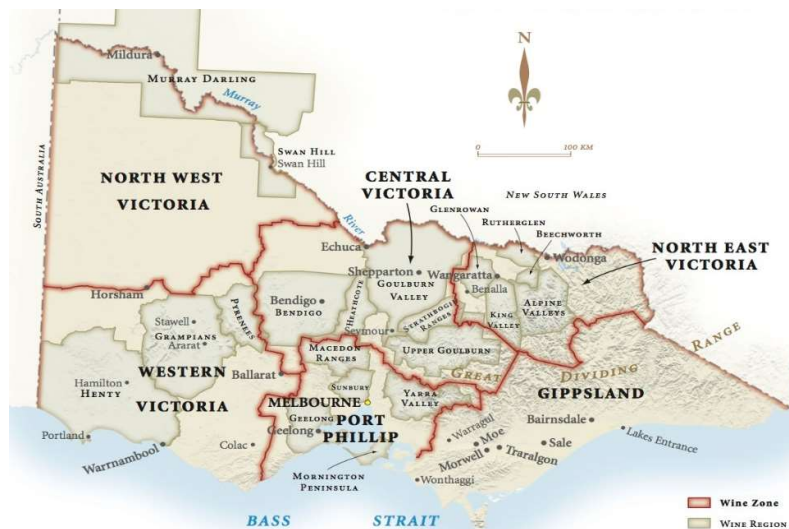 Mildura
MURRAY DARLING
Murray
N
0
100 KM
SWAN HILL
Swan Hill
NORTH WEST
VICTORIA
SOUTH AUSTRALIA
CENTRAL
VICTORIA
NEW SOUTH WALES
GLENROWAN
RUTHERGLEN
BEECHWORTH
River
Echuca
Wodonga
NORTH EAST
VICTORIA
Shepparton
GOULBURN
VALLEY
Wangaratta
Benalla
Horsham
PYRENEES
Bendigo
BENDIGO
HEATHCOTE
Seymour
STRATHBOGIE
RANGES
KING
VALLEY
ALPINE
VALLEYS
Stawell
GRAMPIANS
Ararat
MACEDON
RANGES
UPPER GOULBURN
GREAT
DIVIDING
RANGE
WESTERN
VICTORIA
Ballarat
Hamilton
HENTY
SUNBURY
MELBOURNE
YARRA
VALLEY
GIPPSLAND
GEELONG
Geelong
PORT
PHILLIP
Portland
Warrnambool
Colac
Warragul
Moe
Morwell
Traralgon
Sale
Bairnsdale
Lakes Entrance
Wonthaggi
MORNINGTON
PENINSULA
BASS
STRAIT
WINE ZONE
WINE REGION